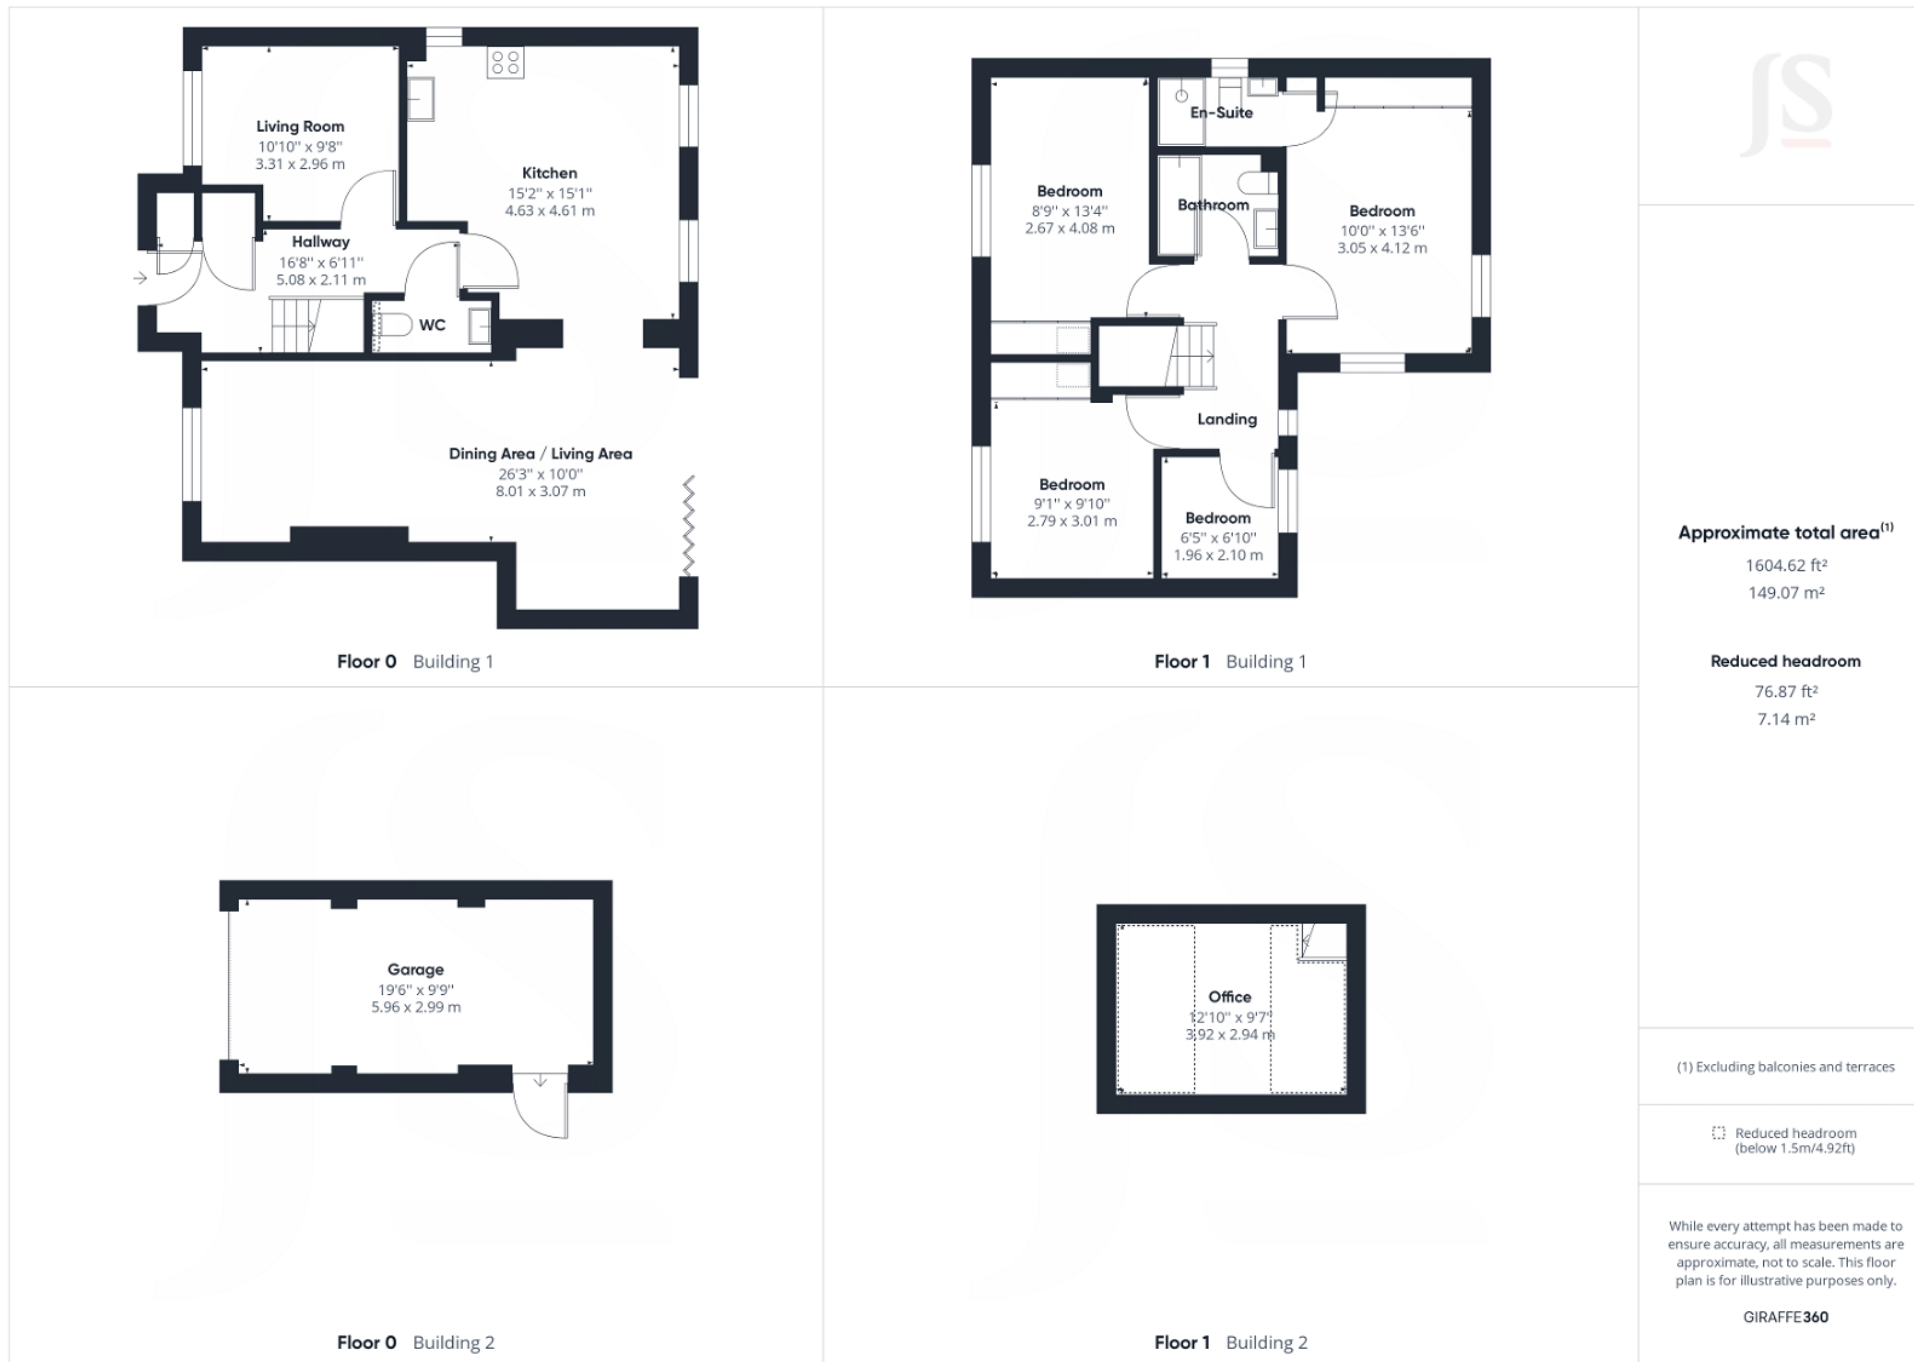 Living Room
10'10" x 9'8"
3.31 x 2.96 m
Kitchen
15'2" x 15'1"
4.63 x 4.61 m
Hallway
16'8" x 6'11"
5.08 x 2.11 m
WC
Dining Area / Living Area
26'3" x 10'0"
8.01 x 3.07 m
Floor 0 Building 1
En-Suite
Bedroom
8'9" x 13'4"
2.67 x 4.08 m
Bathroom
Bedroom
10'0" x 13'6"
3.05 x 4.12 m
Landing
Bedroom
9'1" x 9'10"
2.79 x 3.01 m
Bedroom
6'5" x 6'10"
1.96 x 2.10 m
Floor 1 Building 1
Garage
19'6" x 9'9"
5.96 x 2.99 m
Floor 0 Building 2
Office
12'10" x 9'7"
3.92 x 2.94 m
Floor 1 Building 2
JS
Approximate total area(1)
1604.62 ft²
149.07 m²
Reduced headroom
76.87 ft²
7.14 m²
(1) Excluding balconies and terraces
Reduced headroom
(below 1.5m/4.92ft)
While every attempt has been made to
ensure accuracy, all measurements are
approximate, not to scale. This floor
plan is for illustrative purposes only.
GIRAFFE360